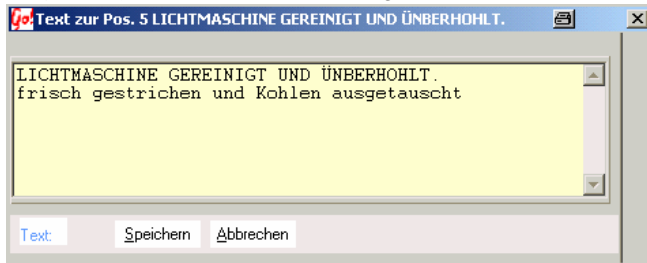 Go! Text zur Pos. 5 LICHTMASCHINE GEREINIGT UND ÜNBERHOHLT.
LICHTMASCHINE GEREINIGT UND ÜNBERHOHLT.
frisch gestrichen und Kohlen ausgetauscht
Text: Speichern Abbrechen